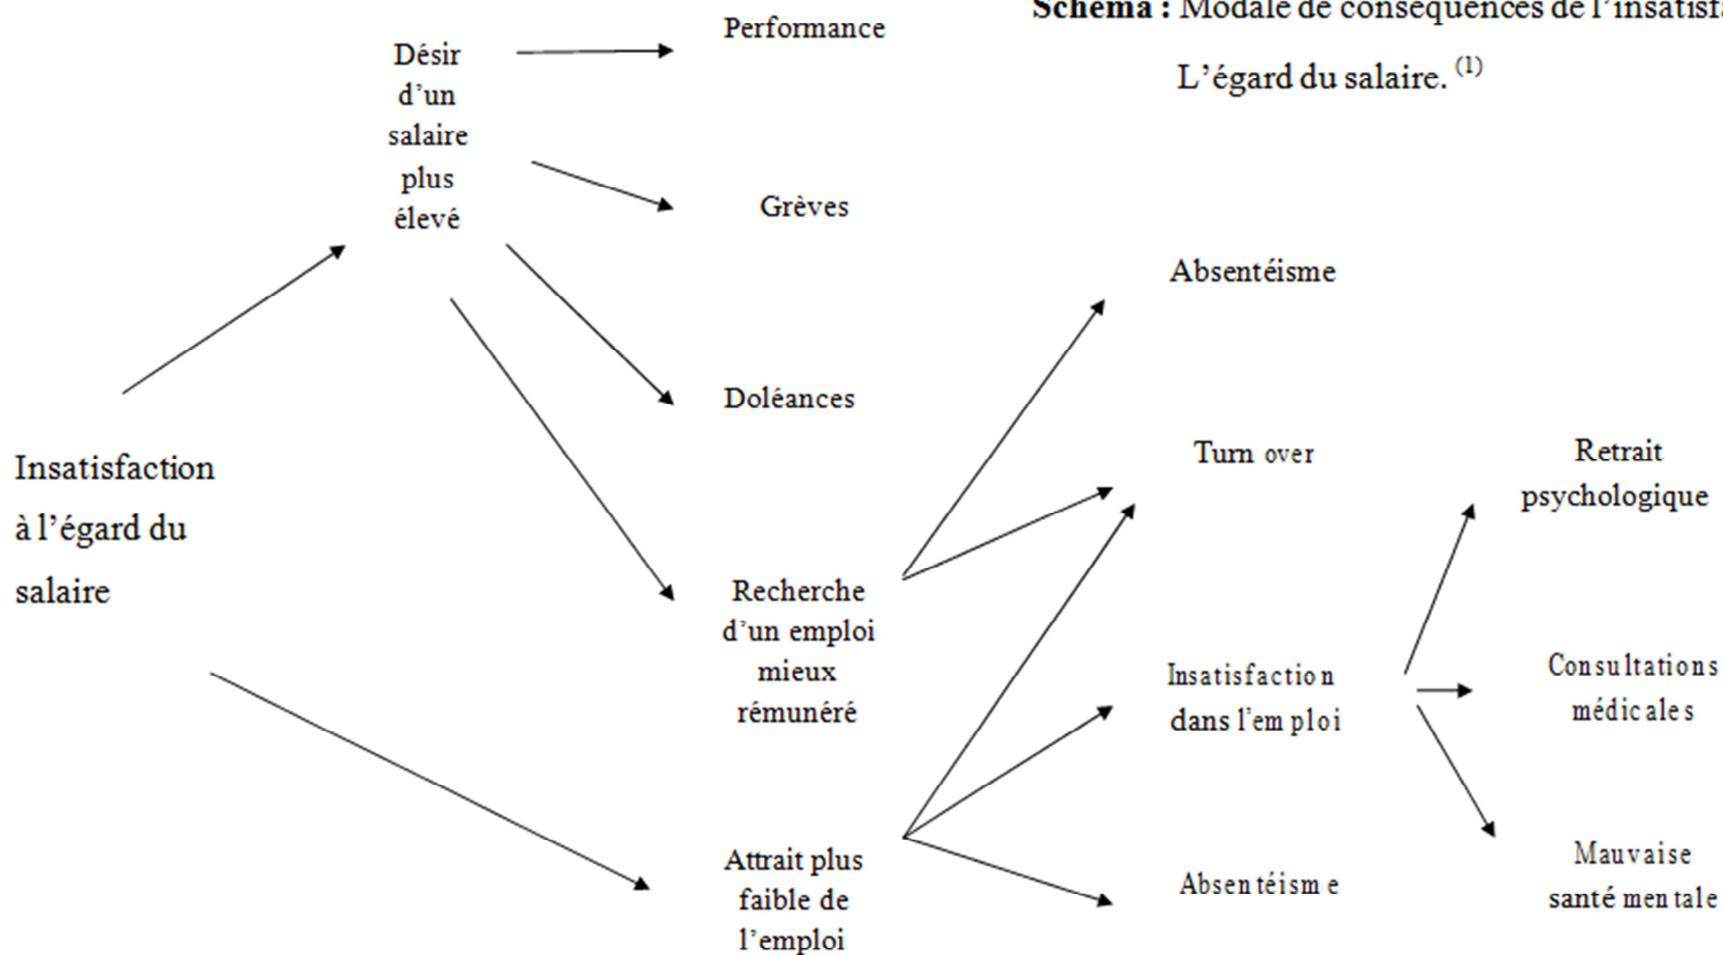 Schéma : Modale de conséquences de l'insatisf
L'égard du salaire. (1)
Performance
Désir
d'un
salaire
plus
élevé
Grèves
Doléances
Insatisfaction
à l'égard du
salaire
Recherche
d'un emploi
mieux
rémunéré
Attrait plus
faible de
l'emploi
Absentéisme
Turn over
Insatisfaction
dans l'emploi
Absentéisme
Retrait
psychologique
Consultations
médicales
Mauvaise
santé mentale